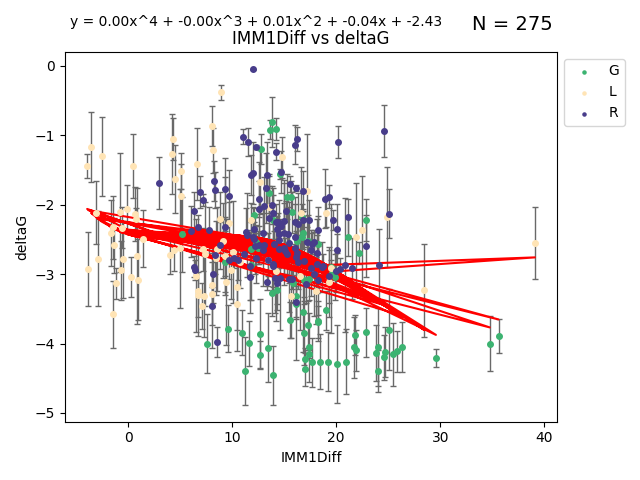 y = 0.00x^4 + -0.00x^3 + 0.01x^2 + -0.04x + -2.43
N = 275
IMM1Diff vs deltaG
G
L
R
deltaG
0
−1
−2
−3
−4
−5
0 10 20 30 40
IMM1Diff